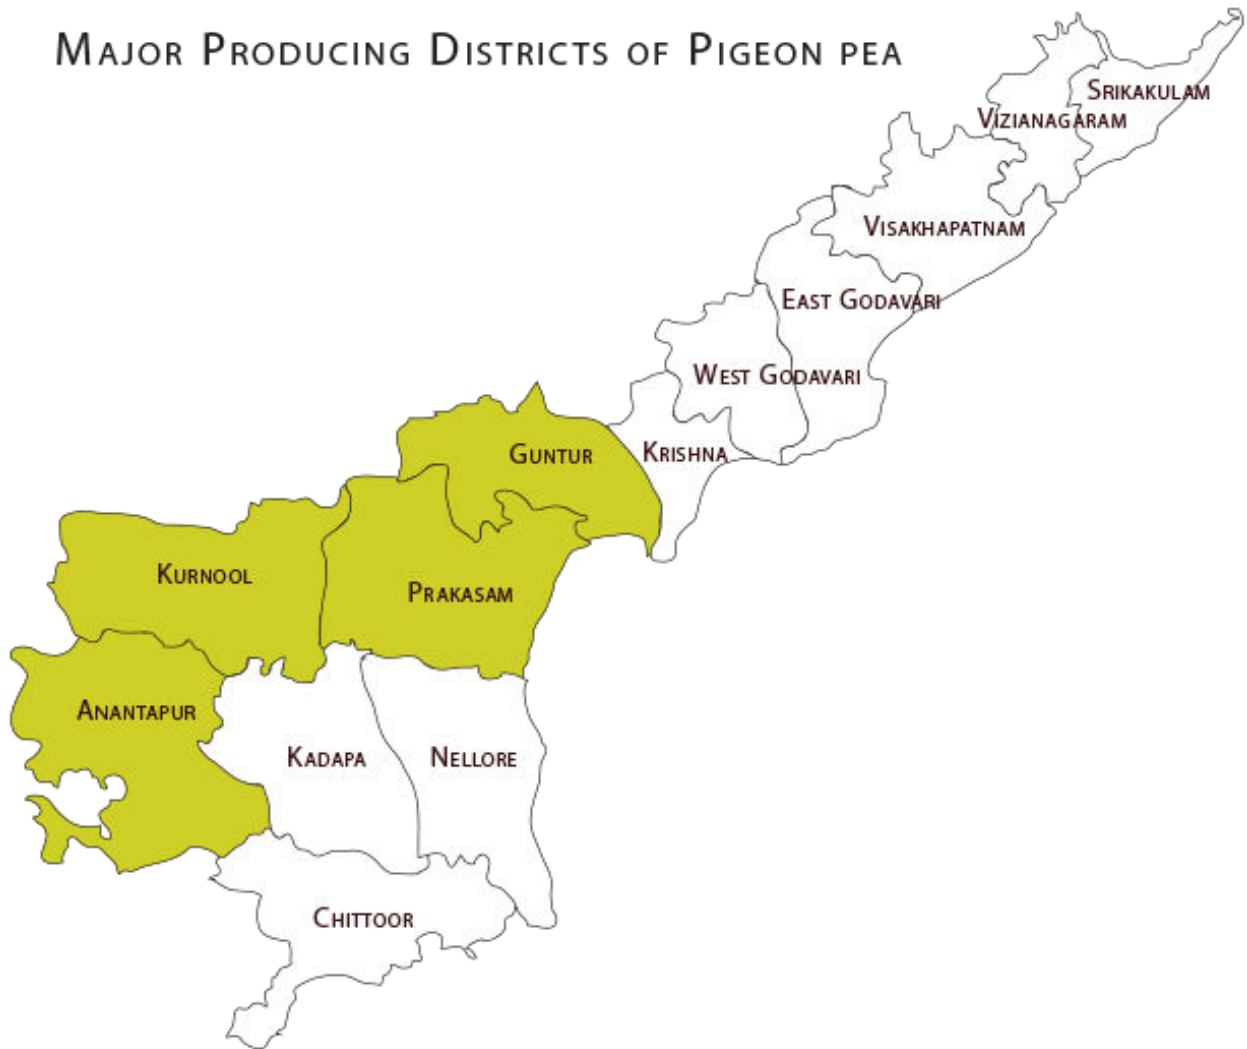 Major Producing Districts of Pigeon pea
Srikakulam
Vizianagaram
Visakhapatnam
East Godavari
West Godavari
Guntur
Krishna
Kurnool
Prakasam
Anantapur
Kadapa
Nellore
Chittoor